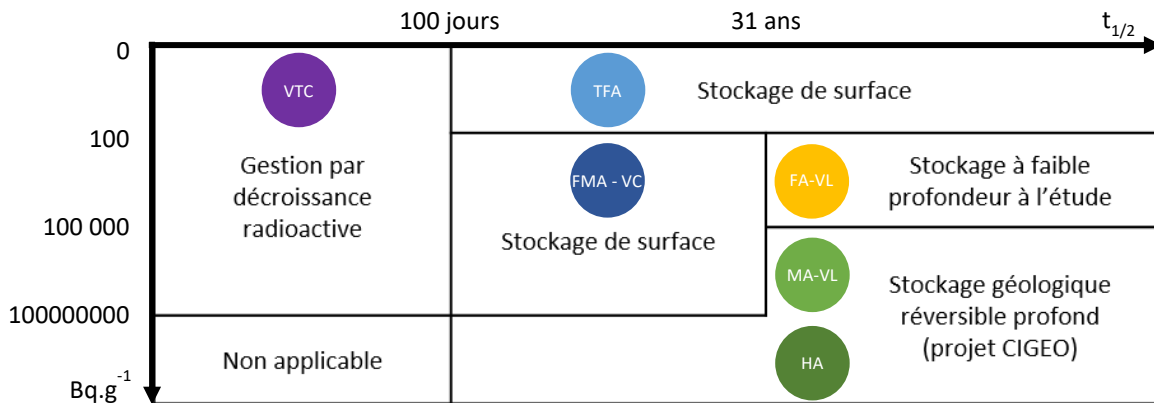 100 jours
31 ans
t1/2
0
VTC
TFA
Stockage de surface
100
Gestion par
décroissance
radioactive
FMA - VC
FA-VL
Stockage à faible
profondeur à l'étude
100 000
Stockage de surface
MA-VL
Stockage géologique
réversible profond
(projet CIGEO)
100000000
Non applicable
HA
Bq.g-1